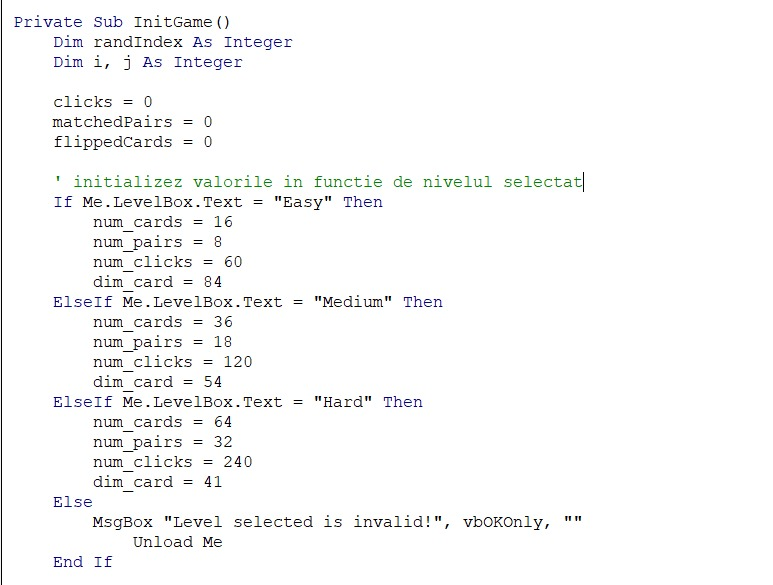 Private Sub InitGame()
    Dim randIndex As Integer
    Dim i, j As Integer

    clicks = 0
    matchedPairs = 0
    flippedCards = 0

    ' initializez valorile in functie de nivelul selectat
    If Me.LevelBox.Text = "Easy" Then
        num_cards = 16
        num_pairs = 8
        num_clicks = 60
        dim_card = 84
    ElseIf Me.LevelBox.Text = "Medium" Then
        num_cards = 36
        num_pairs = 18
        num_clicks = 120
        dim_card = 54
    ElseIf Me.LevelBox.Text = "Hard" Then
        num_cards = 64
        num_pairs = 32
        num_clicks = 240
        dim_card = 41
    Else
        MsgBox "Level selected is invalid!", vbOKOnly, ""
            Unload Me
    End If